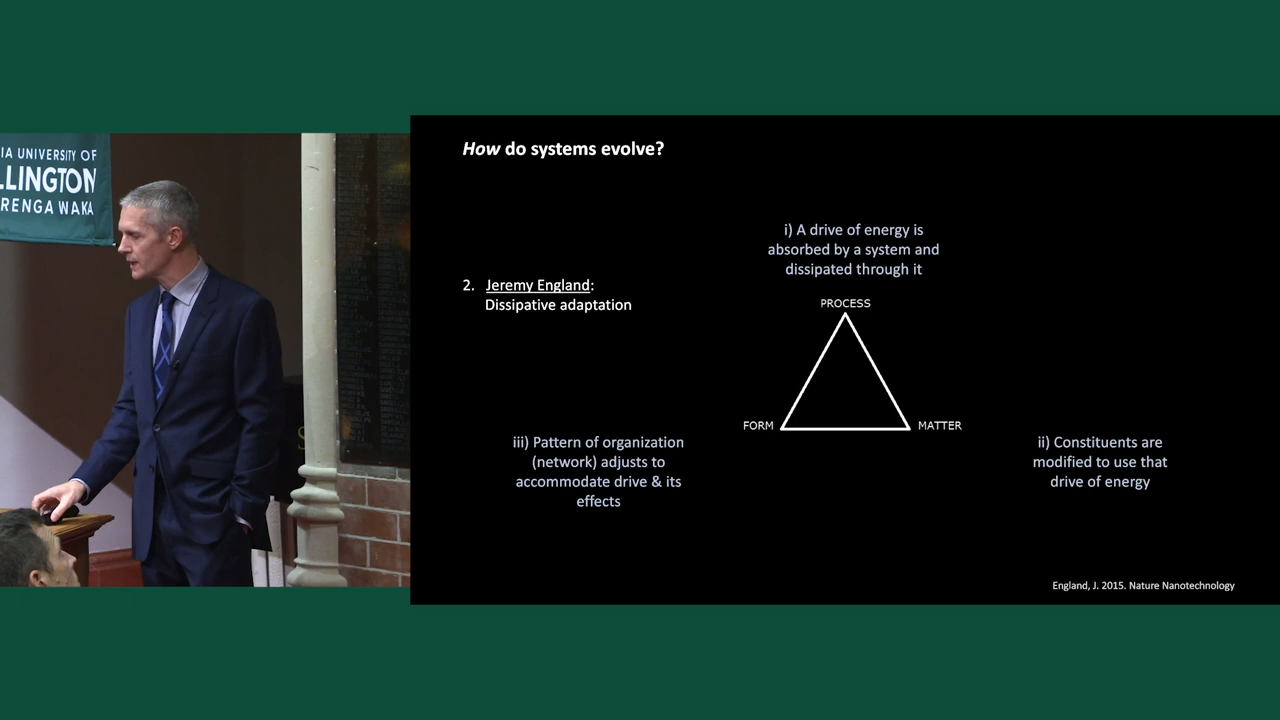 IA UNIVERSITY OF
LLINGTON
RENGA WAKA
How do systems evolve?
i) A drive of energy is
absorbed by a system and
dissipated through it
2. Jeremy England:
Dissipative adaptation
PROCESS
FORM
MATTER
iii) Pattern of organization
(network) adjusts to
accommodate drive & its
effects
ii) Constituents are
modified to use that
drive of energy
England, J. 2015. Nature Nanotechnology